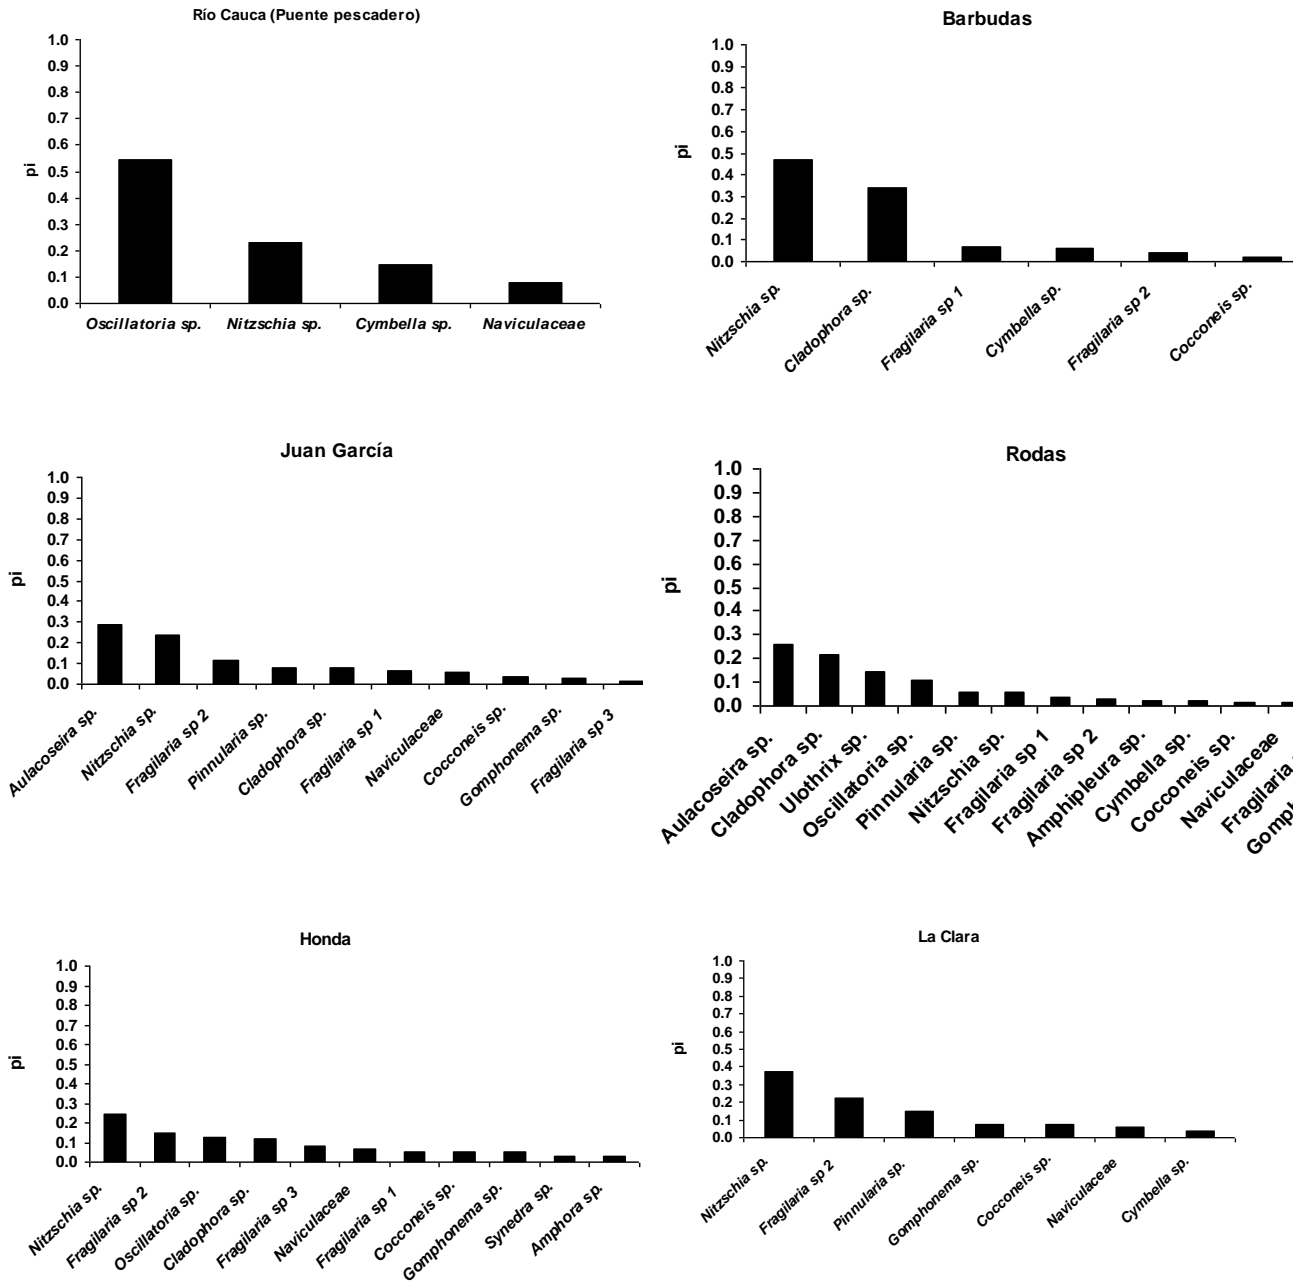 Río Cauca (Puente pescadero)
1.0
0.9
0.8
0.7
0.6
0.5
0.4
0.3
0.2
0.1
0.0
pi
Oscillatoria sp.
Nitzschia sp.
Cymbella sp.
Naviculaceae
Barbudas
1.0
0.9
0.8
0.7
0.6
0.5
0.4
0.3
0.2
0.1
0.0
pi
Nitzschia sp.
Cladophora sp.
Fragilaria sp 1
Cymbella sp.
Fragilaria sp 2
Cocconeis sp.
Juan García
1.0
0.9
0.8
0.7
0.6
0.5
0.4
0.3
0.2
0.1
0.0
pi
Aulacoseira sp.
Nitzschia sp.
Fragilaria sp 2
Pinnularia sp.
Cladophora sp.
Fragilaria sp 1
Naviculaceae
Cocconeis sp.
Gomphonema sp.
Fragilaria sp 3
Rodas
1.0
0.9
0.8
0.7
0.6
0.5
0.4
0.3
0.2
0.1
0.0
pi
Aulacoseira sp.
Cladophora sp.
Ulothrix sp.
Oscillatoria sp.
Pinnularia sp.
Nitzschia sp.
Fragilaria sp 1
Fragilaria sp 2
Amphipleura sp.
Cymbella sp.
Cocconeis sp.
Naviculaceae
Fragilaria
Honda
1.0
0.9
0.8
0.7
0.6
0.5
0.4
0.3
0.2
0.1
0.0
pi
Nitzschia sp.
Fragilaria sp 2
Oscillatoria sp.
Cladophora sp.
Fragilaria sp 3
Naviculaceae
Fragilaria sp 1
Cocconeis sp.
Gomphonema sp.
Synedra sp.
Amphora sp.
La Clara
1.0
0.9
0.8
0.7
0.6
0.5
0.4
0.3
0.2
0.1
0.0
pi
Nitzschia sp.
Fragilaria sp 2
Pinnularia sp.
Gomphonema sp.
Cocconeis sp.
Naviculaceae
Cymbella sp.